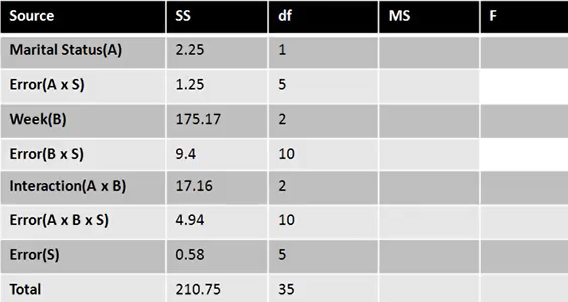 Source SS df MS F
Marital Status(A) 2.25 1
Error(A x S) 1.25 5
Week(B) 175.17 2
Error(B x S) 9.4 10
Interaction(A x B) 17.16 2
Error(A x B x S) 4.94 10
Error(S) 0.58 5
Total 210.75 35